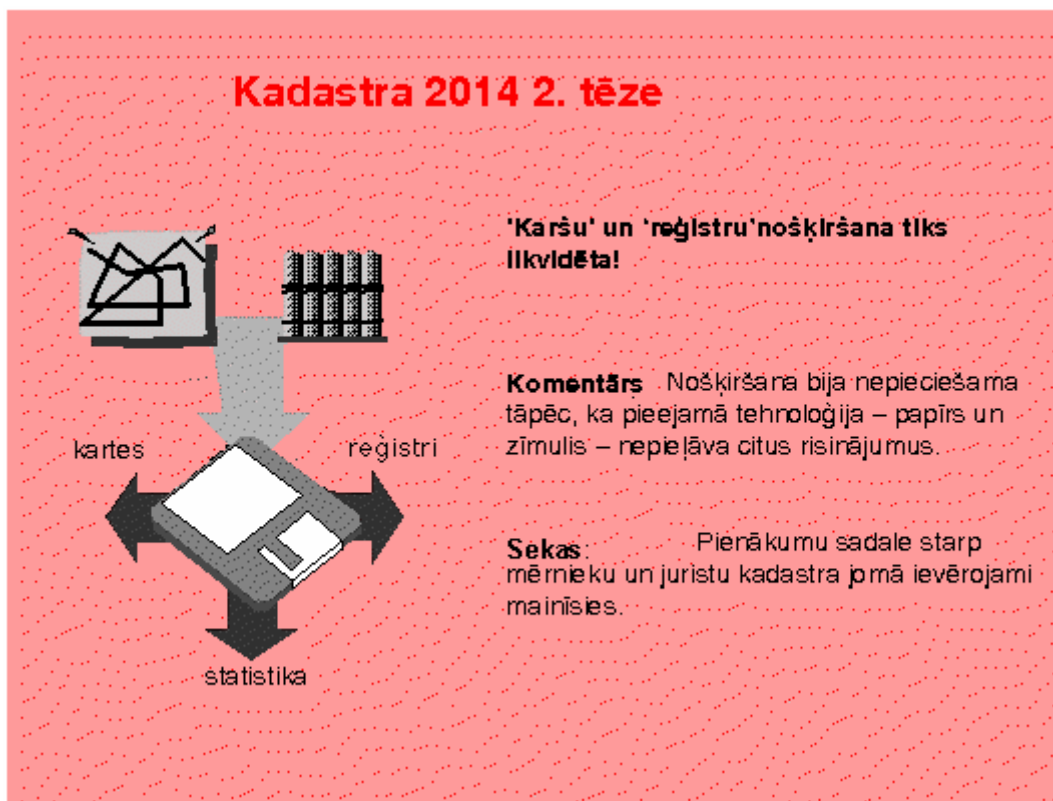 Kadastra 2014 2. tēze
'Karšu' un 'reģistru'nošķiršana tiks
likvidēta!
Komentārs Nošķiršana bija nepieciešama
tāpēc, ka pieejamā tehnoloģija – papīrs un
zīmulis – nepieļāva citus risinājumus.
kartes
reģistri
Sekas: Pienākumu sadale starp
mērnieku un juristu kadastra jomā ievērojami
mainīsies.
statistika